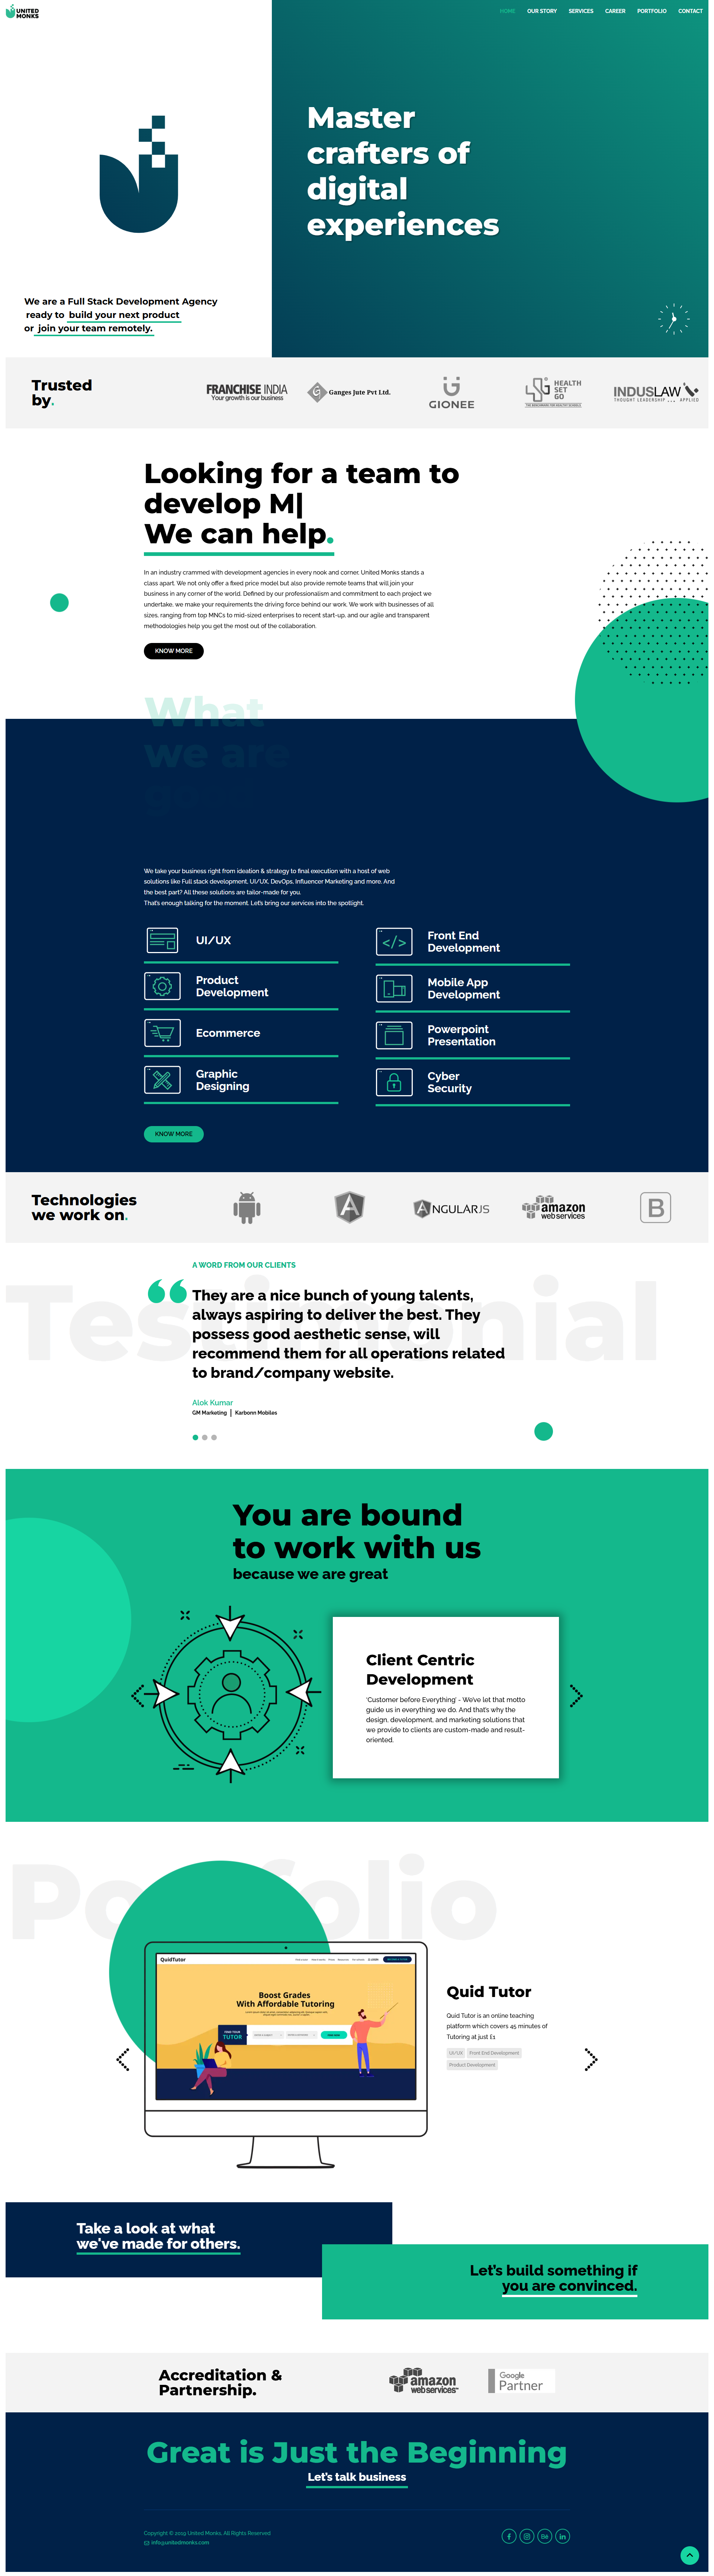 UNITED
MONKS
HOME OUR STORY SERVICES CAREER PORTFOLIO CONTACT
Master
crafters of
digital
experiences
We are a Full Stack Development Agency
ready to build your next product
or join your team remotely.
Trusted
by.
FRANCHISE INDIA
Your growth is our business
Ganges Jute Pvt Ltd.
GIONEE
HEALTH
SET
GO
INDUSLAW
THOUGHT LEADERSHIP ... APPLIED
Looking for a team to
develop M|
We can help.
In an industry crammed with development agencies in every nook and corner, United Monks stands a
class apart. We not only offer a fixed price model but also provide remote teams that will join your
business in any corner of the world. Defined by our professionalism and commitment to each project we
undertake, we make your requirements the driving force behind our work. We work with businesses of all
sizes, ranging from top MNCs to mid-sized enterprises to recent start-up, and our agile and transparent
methodologies help you get the most out of the collaboration.
KNOW MORE
What
we are
We take your business right from ideation & strategy to final execution with a host of web
solutions like Full stack development, UI/UX, DevOps, Influencer Marketing and more. And
the best part? All these solutions are tailor-made for you.
That's enough talking for the moment. Let's bring our services into the spotlight.
UI/UX
Front End
Development
Product
Development
Mobile App
Development
Ecommerce
Powerpoint
Presentation
Graphic
Designing
Cyber
Security
KNOW MORE
Technologies
we work on.
A
ANGULARJS
amazon
web services
B
Testimonial
A WORD FROM OUR CLIENTS
They are a nice bunch of young talents,
always aspiring to deliver the best. They
possess good aesthetic sense, will
recommend them for all operations related
to brand/company website.
Alok Kumar
GM Marketing | Karbonn Mobiles
You are bound
to work with us
because we are great
Client Centric
Development
'Customer before Everything' - We've let that motto
guide us in everything we do. And that's why the
design, development, and marketing solutions that
we provide to clients are custom-made and result-
oriented.
Portfolio
QuidTutor
Boost Grades
With Affordable Tutoring
FIND YOUR
TUTOR
Quid Tutor
Quid Tutor is an online teaching
platform which covers 45 minutes of
Tutoring at just £1
UI/UX Front End Development
Product Development
Take a look at what
we've made for others.
Let's build something if
you are convinced.
Accreditation &
Partnership.
amazon
web services
Google
Partner
Great is Just the Beginning
Let's talk business
Copyright © 2019 United Monks. All Rights Reserved
info@unitedmonks.com